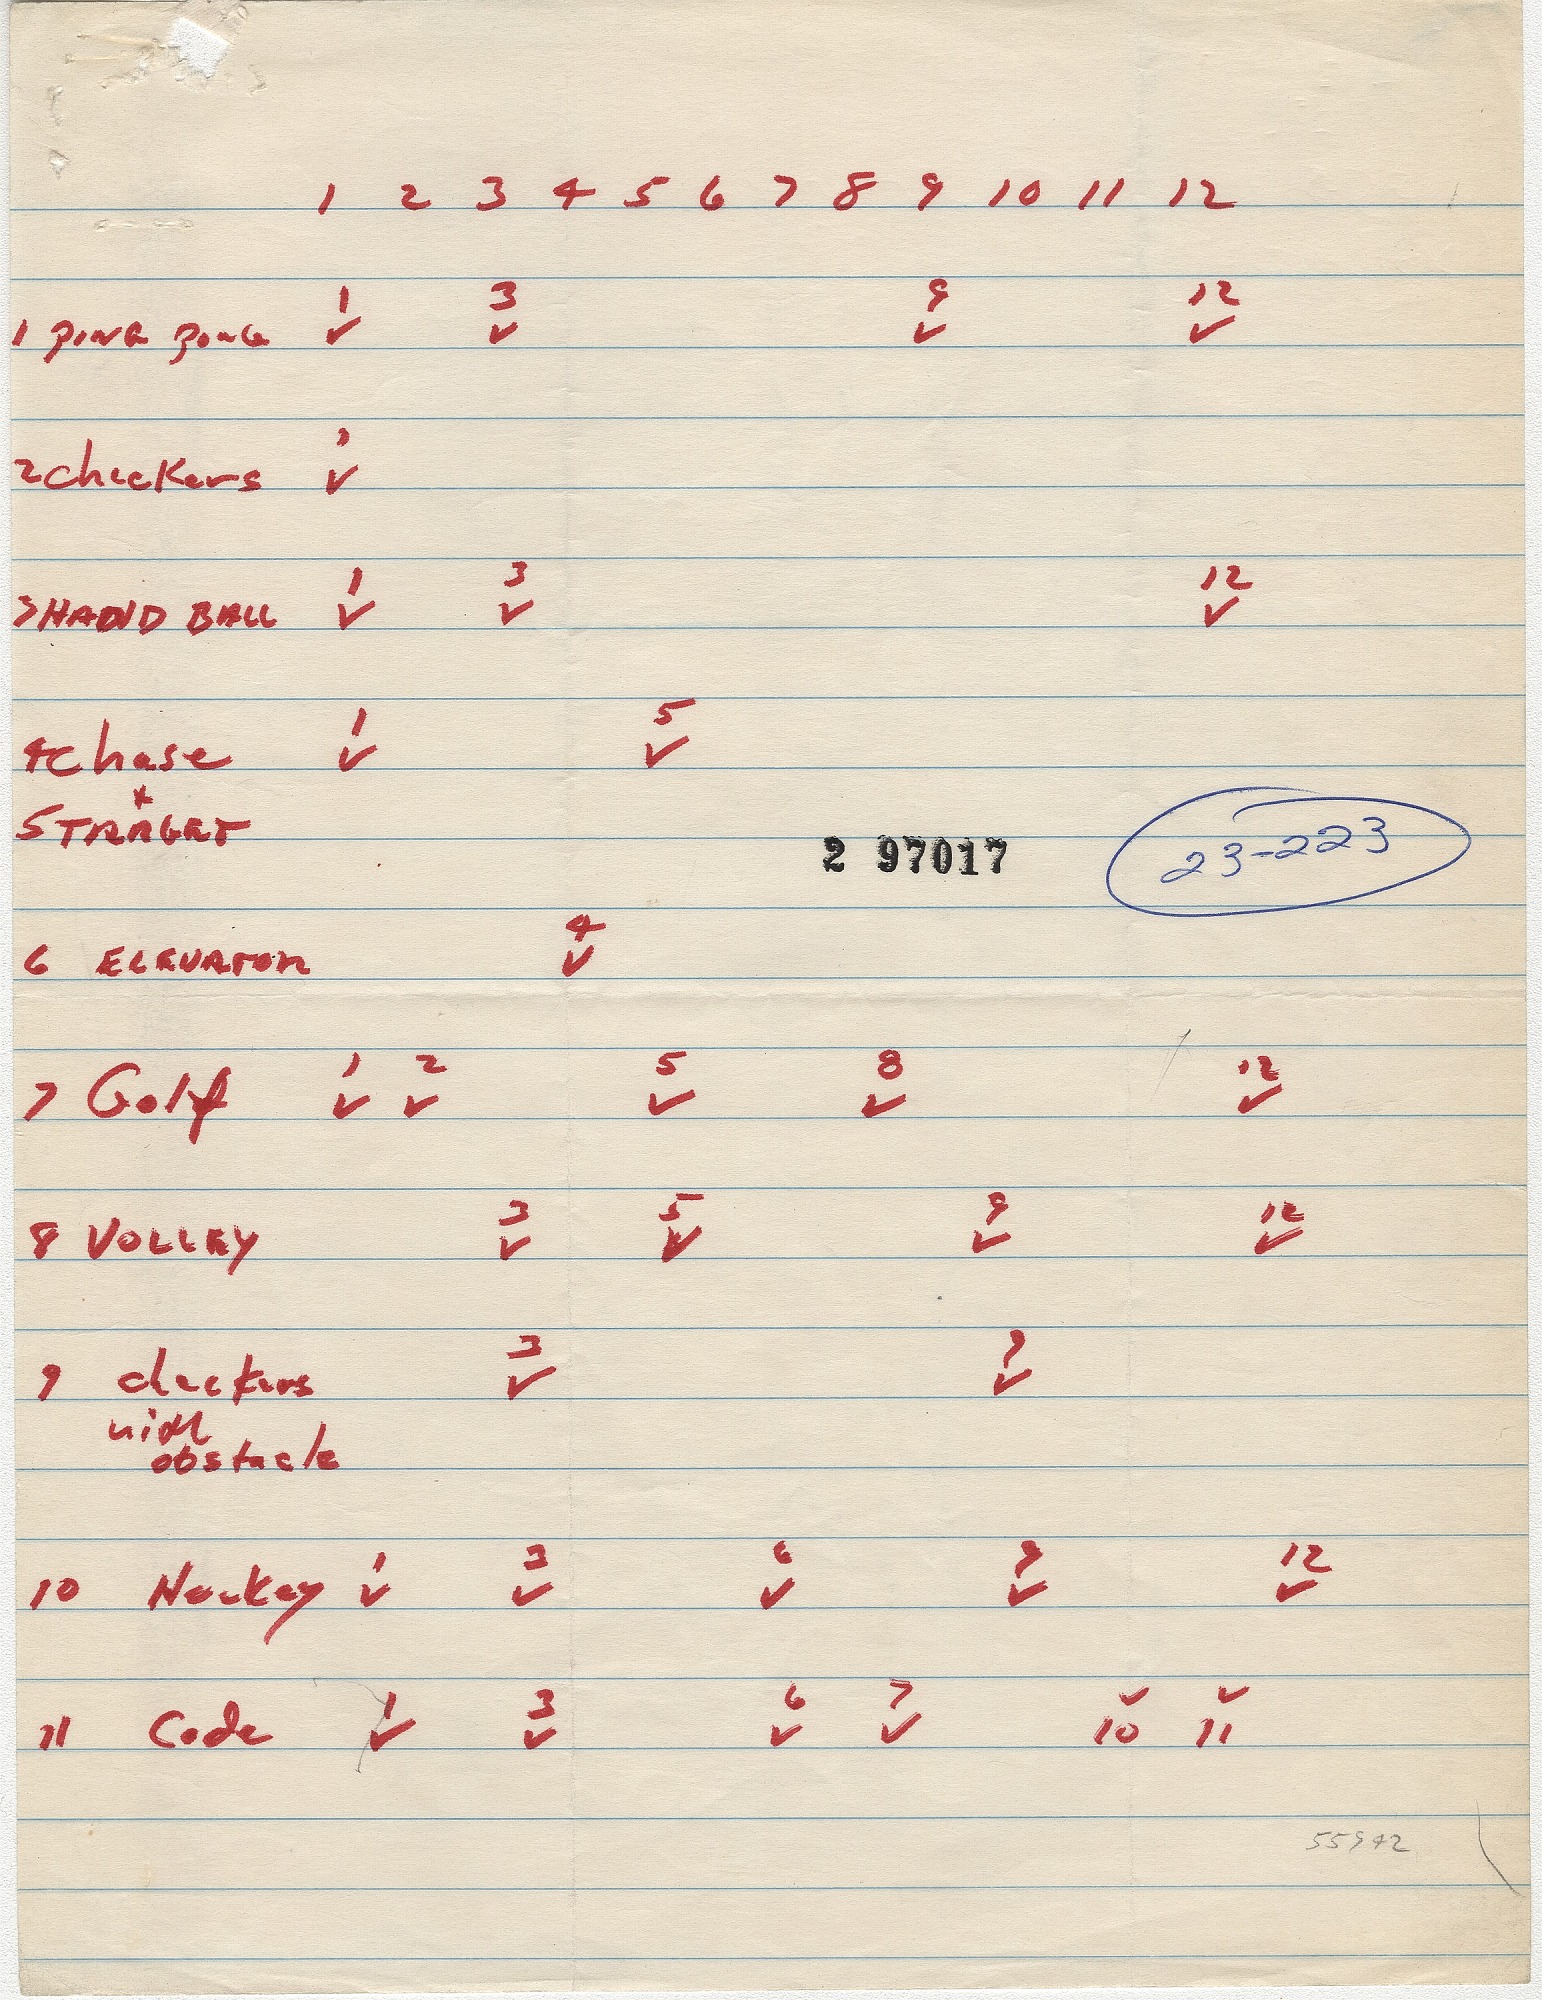 1 2 3 4 5 6 7 8 9 10 11 12
1 3 9 12
1 PING PONG ✓ ✓ ✓ ✓
1
2 checkers ✓
1 3 12
3 HAND BALL ✓ ✓ ✓
1 5
4 chase ✓ ✓
+
5 TARGET
2 97017 23-223
4
6 ELEVATOR ✓
1 2 5 8 12
7 Golf ✓ ✓ ✓ ✓ ✓
3 5 9 12
8 VOLLEY ✓ ✓ ✓ ✓
3 9
9 checkers ✓ ✓
with
obstacle
1 3 6 9 12
10 Hockey ✓ ✓ ✓ ✓ ✓
1 3 6 7 ✓ ✓
11 Code ✓ ✓ ✓ ✓ 10 11
55942